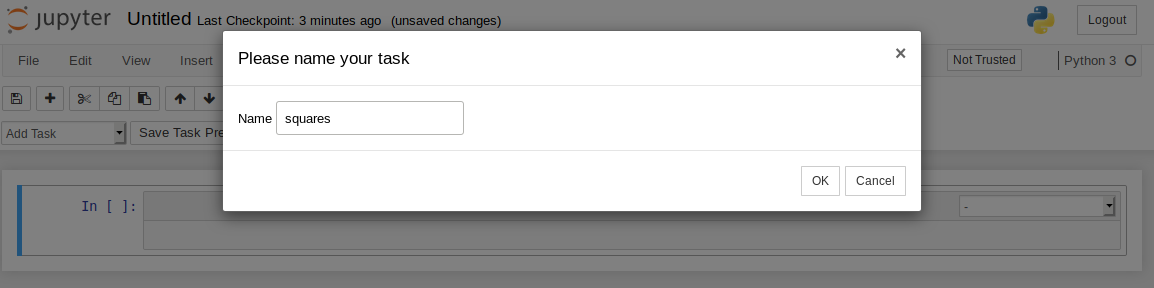 jupyter Untitled Last Checkpoint: 3 minutes ago (unsaved changes) Logout
Please name your task ×
File Edit View Insert Not Trusted Python 3
Name squares
Add Task Save Task Pre
OK Cancel
In [ ]: -